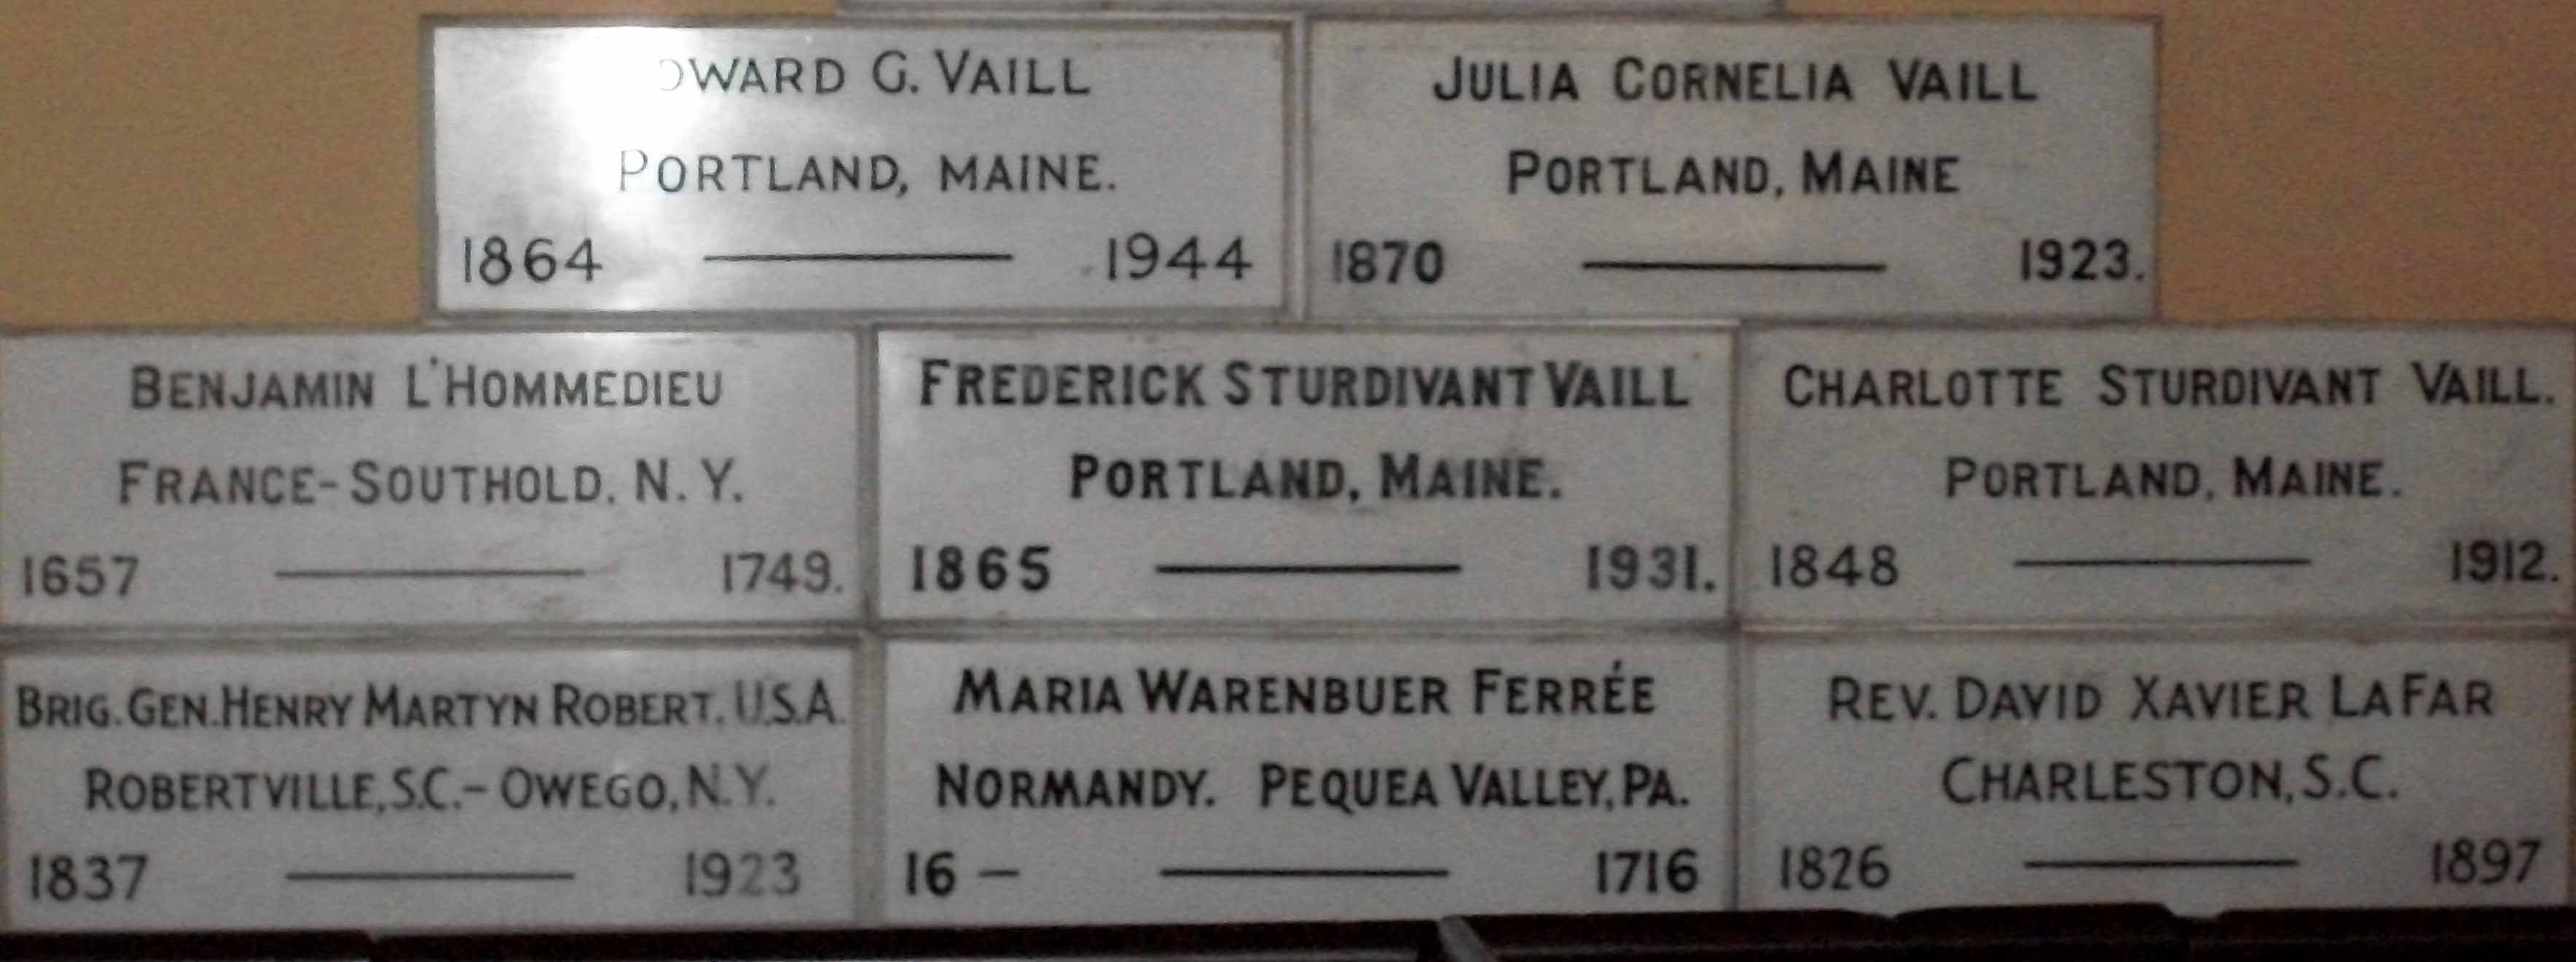 G. VAILL
PORTLAND, MAINE.
1864 — 1944
JULIA CORNELIA VAILL
PORTLAND, MAINE
1870 — 1923.
BENJAMIN L'HOMMEDIEU
FRANCE-SOUTHOLD, N.Y.
1657 — 1749.
FREDERICK STURDIVANT VAILL
PORTLAND, MAINE.
1865 — 1931.
CHARLOTTE STURDIVANT VAILL.
PORTLAND, MAINE.
1848 — 1912.
BRIG. GEN. HENRY MARTYN ROBERT. U.S.A.
ROBERTVILLE, S.C. – OWEGO, N.Y.
1837 — 1923
MARIA WARENBUER FERRÉE
NORMANDY. PEQUEA VALLEY, PA.
16 – — 1716
REV. DAVID XAVIER LAFAR
CHARLESTON, S.C.
1826 — 1897